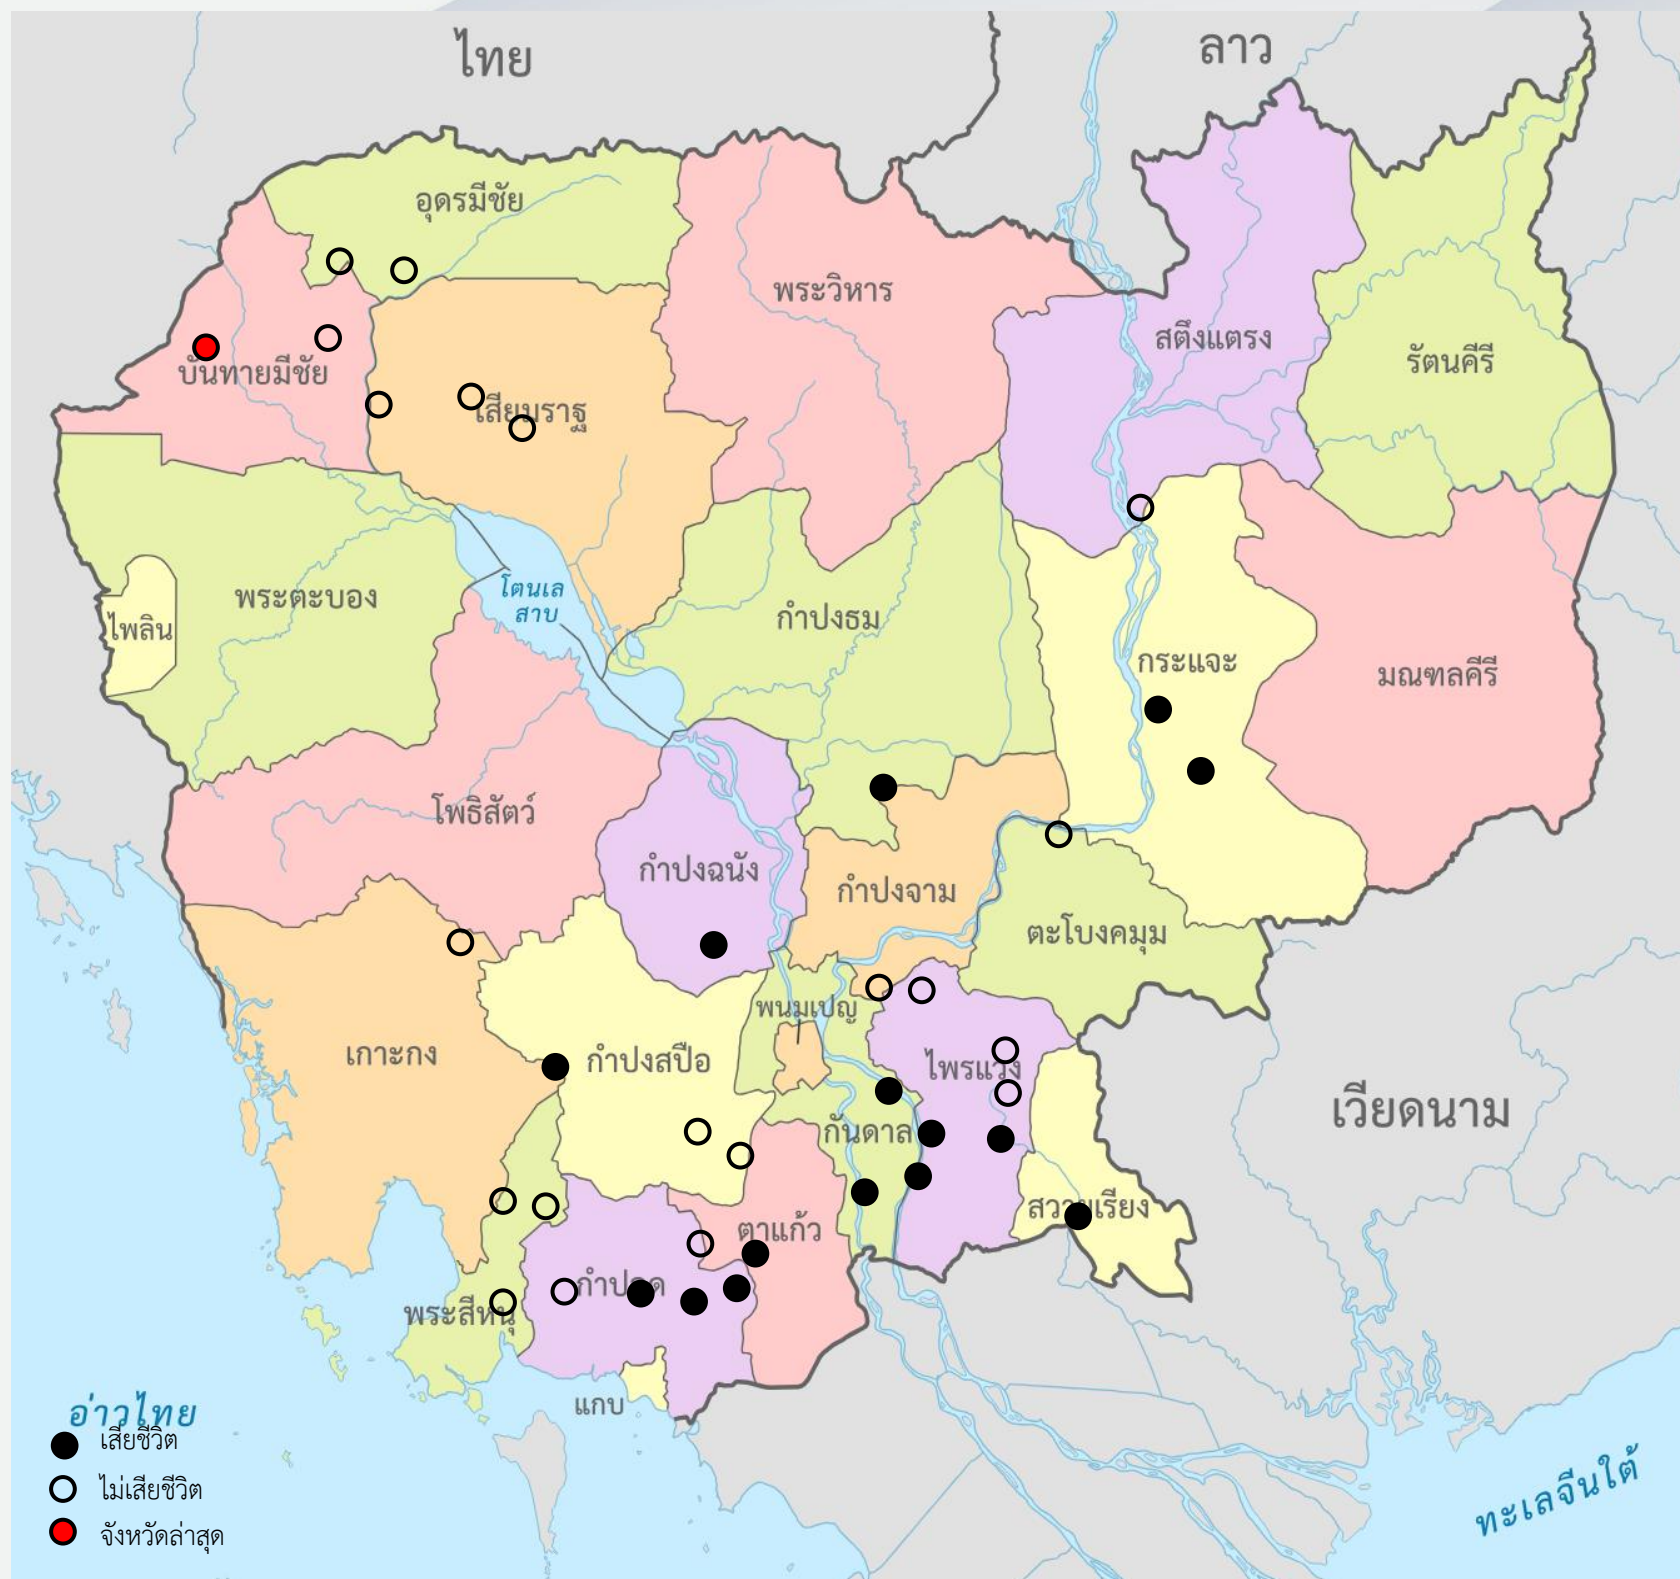 ไทย
ลาว
อุดรมีชัย
พระวิหาร
สตึงแตรง
รัตนคีรี
บันทายมีชัย
เสียมราฐ
โตนเล
สาบ
พระตะบอง
ไพลิน
กำปงธม
กระแจะ
มณฑลคีรี
โพธิสัตว์
กำปงฉนัง
กำปงจาม
ตะโบงคมุม
พนมเปญ
เกาะกง
กำปงสปือ
ไพรแวง
เวียดนาม
กันดาล
สวายเรียง
ตาแก้ว
กำปอด
พระสีหนุ
แกบ
อ่าวไทย
ทะเลจีนใต้
เสียชีวิต
ไม่เสียชีวิต
จังหวัดล่าสุด